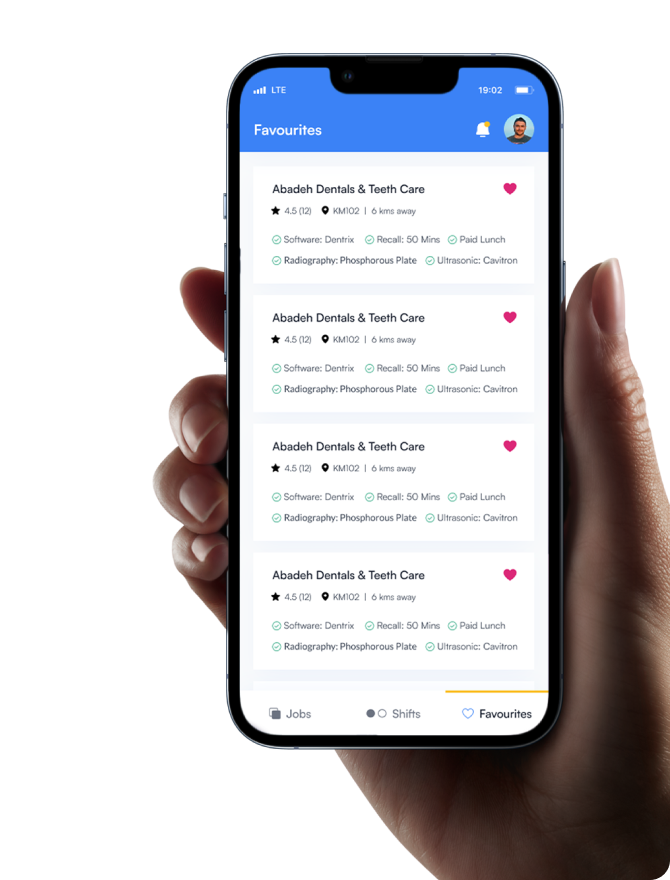 LTE 19:02
Favourites
Abadeh Dentals & Teeth Care
4.5 (12) KM102 | 6 kms away
Software: Dentrix Recall: 50 Mins Paid Lunch
Radiography: Phosphorous Plate Ultrasonic: Cavitron
Abadeh Dentals & Teeth Care
4.5 (12) KM102 | 6 kms away
Software: Dentrix Recall: 50 Mins Paid Lunch
Radiography: Phosphorous Plate Ultrasonic: Cavitron
Abadeh Dentals & Teeth Care
4.5 (12) KM102 | 6 kms away
Software: Dentrix Recall: 50 Mins Paid Lunch
Radiography: Phosphorous Plate Ultrasonic: Cavitron
Abadeh Dentals & Teeth Care
4.5 (12) KM102 | 6 kms away
Software: Dentrix Recall: 50 Mins Paid Lunch
Radiography: Phosphorous Plate Ultrasonic: Cavitron
Jobs Shifts Favourites